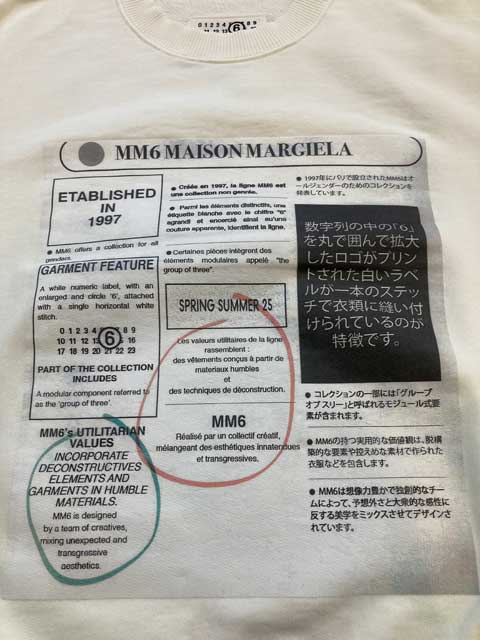 0 1 2 3 4 6 8 9
MM6 MAISON MARGIELA
ETABLISHED
IN
1997
● MM6 offers a collection for all
genders.
GARMENT FEATURE
A white numeric label, with an
enlarged and circle '6', attached
with a single horizontal white
stitch.
0 1 2 3 4 6 8 9
10 11 12 13 20
17 18 19 20 21 22 23
PART OF THE COLLECTION
INCLUDES
A modular component referred to
as the 'group of three'.
MM6's UTILITARIAN
VALUES
INCORPORATE
DECONSTRUCTIVES
ELEMENTS AND
GARMENTS IN HUMBLE
MATERIALS.
MM6 is designed
by a team of creatives,
mixing unexpected and
transgressive
aesthetics.
● Créée en 1997, la ligne MM6 est
une collection non genrée.
● Parmi les éléments distinctifs, une
étiquette blanche avec le chiffre "6"
agrandi et encerclé ainsi qu'une
couture apparente, identifient la ligne.
● Certaines pièces intègrent des
éléments modulaires appelé "the
group of three".
SPRING SUMMER 25
Les valeurs utilitaires de la ligne
rassemblent :
des vêtements conçus à partir de
materiaux humbles
et
des techniques de déconstruction.
MM6
Réalisé par un collectif créatif,
mélangeant des esthétiques innatendues
et transgressives.
● 1997年にパリで設立されたMM6はオ
ールジェンダーのためのコレクションを
発表しています。
数字列の中の「6」
を丸で囲んで拡大
したロゴがプリン
トされた白いラベ
ルが一本のステッ
チで衣類に縫い付
けられているのが
特徴です。
● コレクションの一部には「グループ
オブ スリー」と呼ばれるモジュール式要
素が含まれます。
● MM6の持つ実用的な価値観は、脱構
築的な要素や控えめな素材で作られた
衣服などを包含します。
● MM6は想像力豊かで独創的なチー
ムによって、予想外さと大衆的な感性に
反する美学をミックスさせてデザインさ
れています。